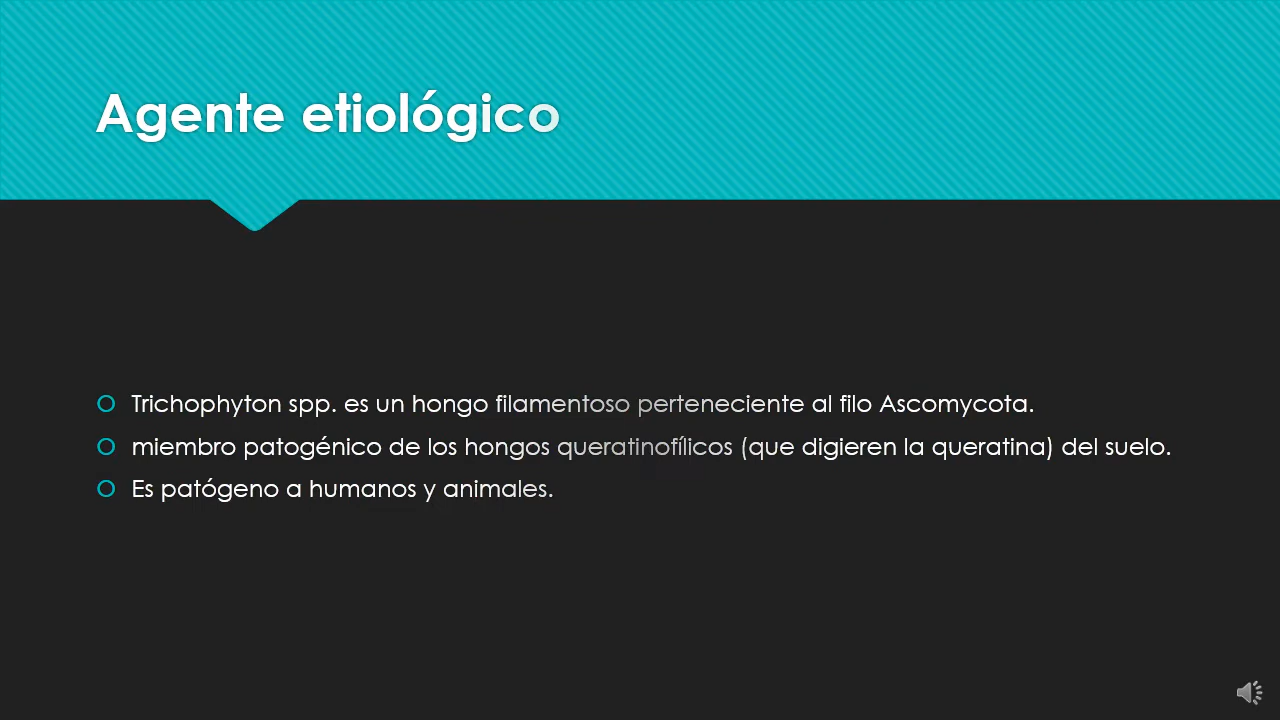 Agente etiológico
Trichophyton spp. es un hongo filamentoso perteneciente al filo Ascomycota.
miembro patogénico de los hongos queratinofílicos (que digieren la queratina) del suelo.
Es patógeno a humanos y animales.